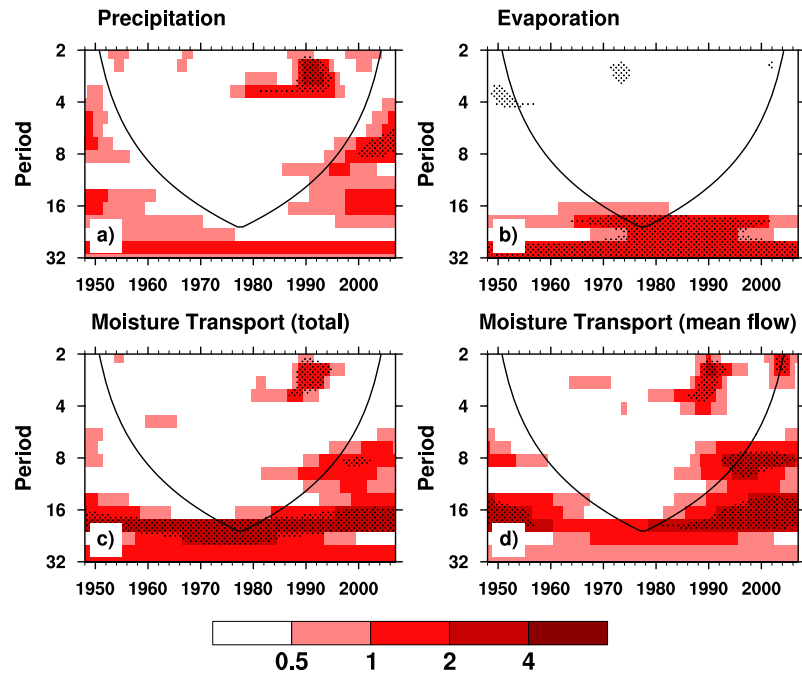 Precipitation
Evaporation
Period
2
4
8
16
32
a)
1950 1960 1970 1980 1990 2000
Period
2
4
8
16
32
b)
1950 1960 1970 1980 1990 2000
Moisture Transport (total)
Moisture Transport (mean flow)
Period
2
4
8
16
32
c)
1950 1960 1970 1980 1990 2000
Period
2
4
8
16
32
d)
1950 1960 1970 1980 1990 2000
0.5 1 2 4